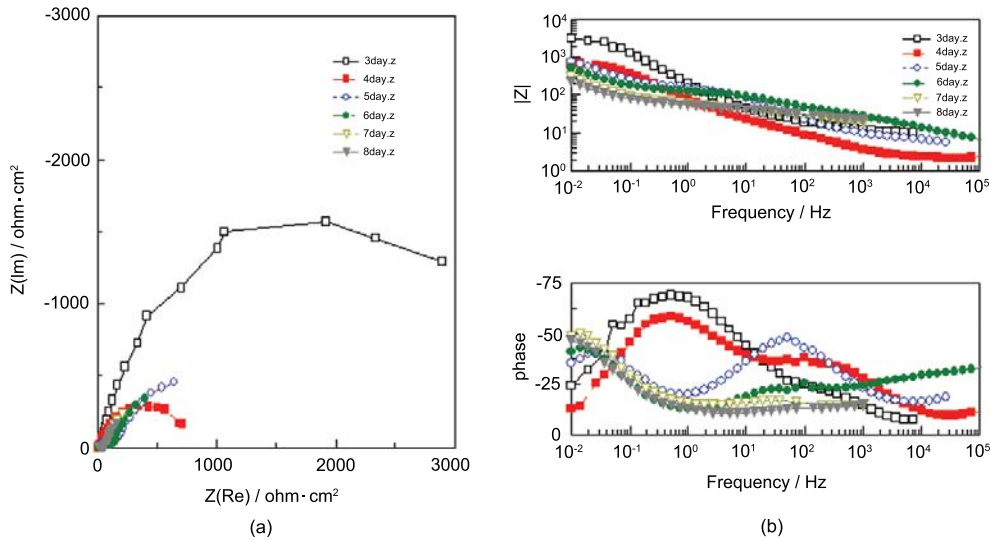 -3000
-2000
-1000
0
Z(Im) / ohm·cm²
3day.z
4day.z
5day.z
6day.z
7day.z
8day.z
0
1000
2000
3000
Z(Re) / ohm·cm²
(a)
10⁴
10³
10²
10¹
10⁰
|Z|
3day.z
4day.z
5day.z
6day.z
7day.z
8day.z
10⁻² 10⁻¹ 10⁰ 10¹ 10² 10³ 10⁴ 10⁵
Frequency / Hz
-75
-50
-25
0
phase
10⁻² 10⁻¹ 10⁰ 10¹ 10² 10³ 10⁴ 10⁵
Frequency / Hz
(b)